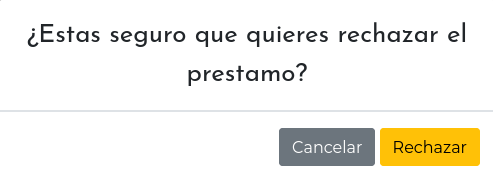 ¿Estas seguro que quieres rechazar el
prestamo?
Cancelar Rechazar